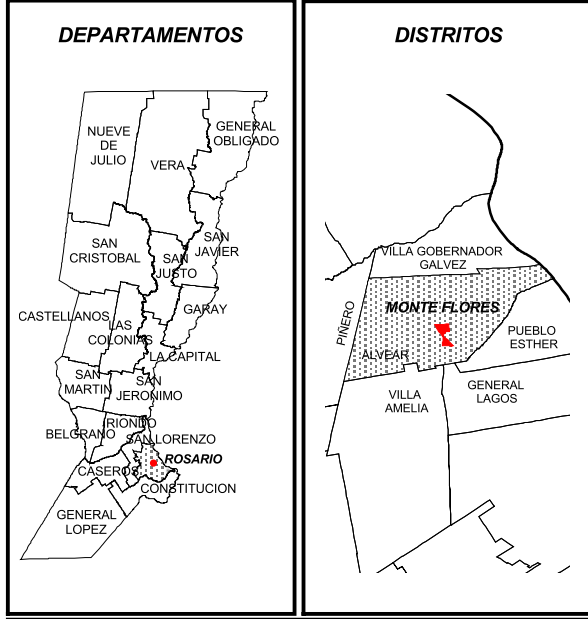 DEPARTAMENTOS
NUEVE
DE
JULIO
VERA
GENERAL
OBLIGADO
SAN
CRISTOBAL
SAN
JUSTO
SAN
JAVIER
CASTELLANOS
LAS
COLONIAS
GARAY
LA CAPITAL
SAN
MARTIN
SAN
JERONIMO
BELGRANO
RIONDO
SAN LORENZO
CASEROS
ROSARIO
CONSTITUCION
GENERAL
LOPEZ
DISTRITOS
VILLA GOBERNADOR
GALVEZ
PIÑERO
MONTE FLORES
ALVEAR
PUEBLO
ESTHER
VILLA
AMELIA
GENERAL
LAGOS